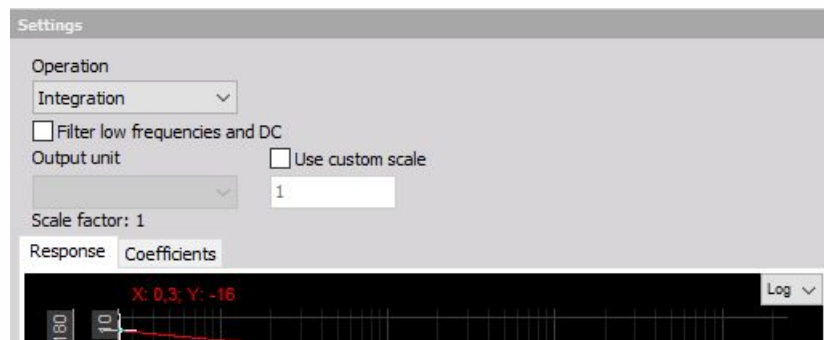 Settings
Operation
Integration
Filter low frequencies and DC
Output unit
Use custom scale
1
Scale factor: 1
Response Coefficients
X: 0,3; Y: -16
Log
180
10